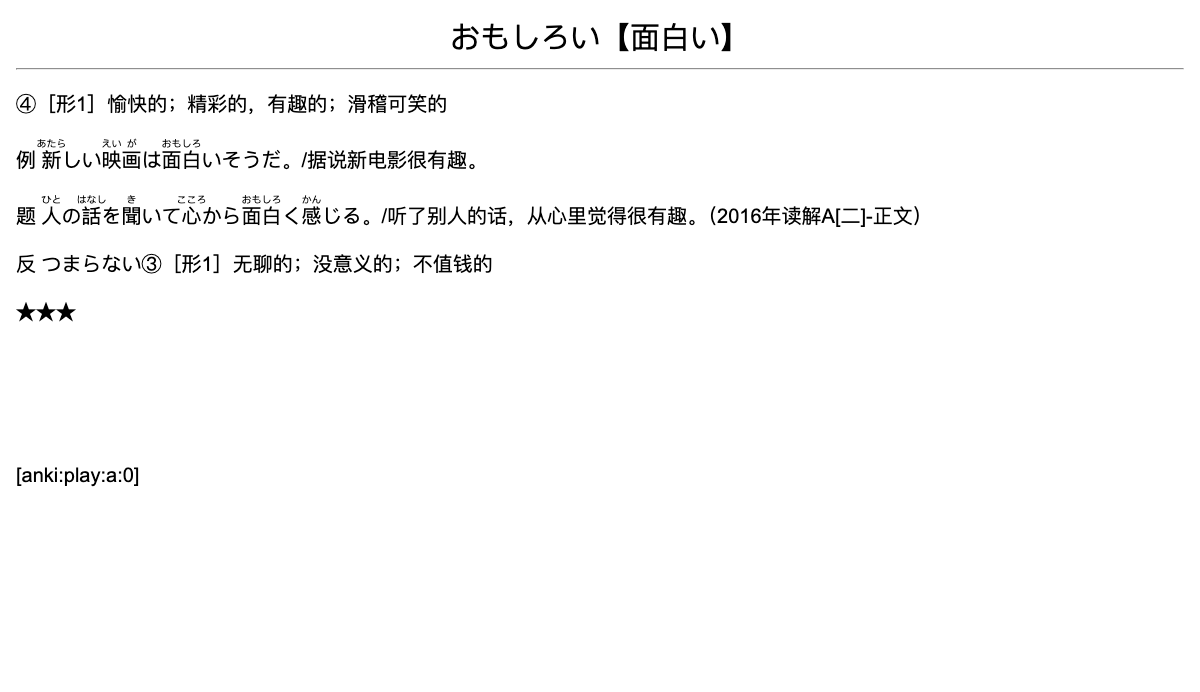 おもしろい【面白い】
④［形1］愉快的；精彩的，有趣的；滑稽可笑的
あたら えい が おもしろ
例 新しい映画は面白いそうだ。/据说新电影很有趣。
ひと はなし き こころ おもしろ かん
题 人の話を聞いて心から面白く感じる。/听了别人的话，从心里觉得很有趣。（2016年读解A[二]-正文）
反 つまらない③［形1］无聊的；没意义的；不值钱的
★★★
[anki:play:a:0]